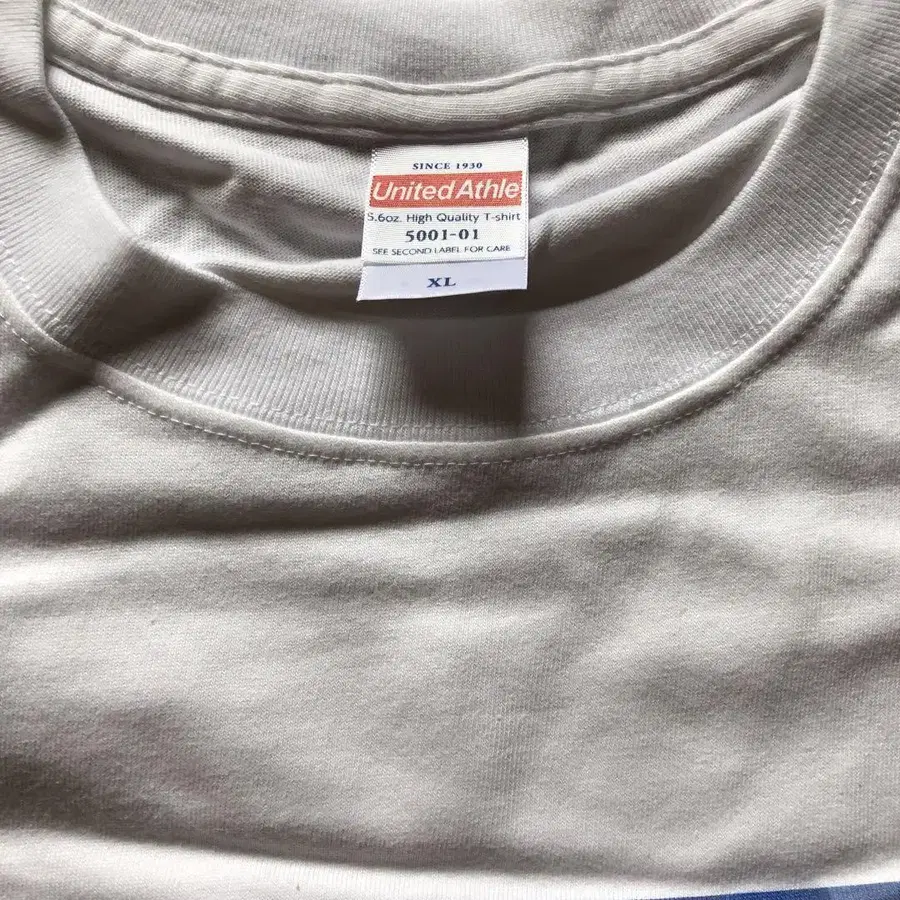 SINCE 1930
United Athle
5.6oz. High Quality T-shirt
5001-01
SEE SECOND LABEL FOR CARE
XL